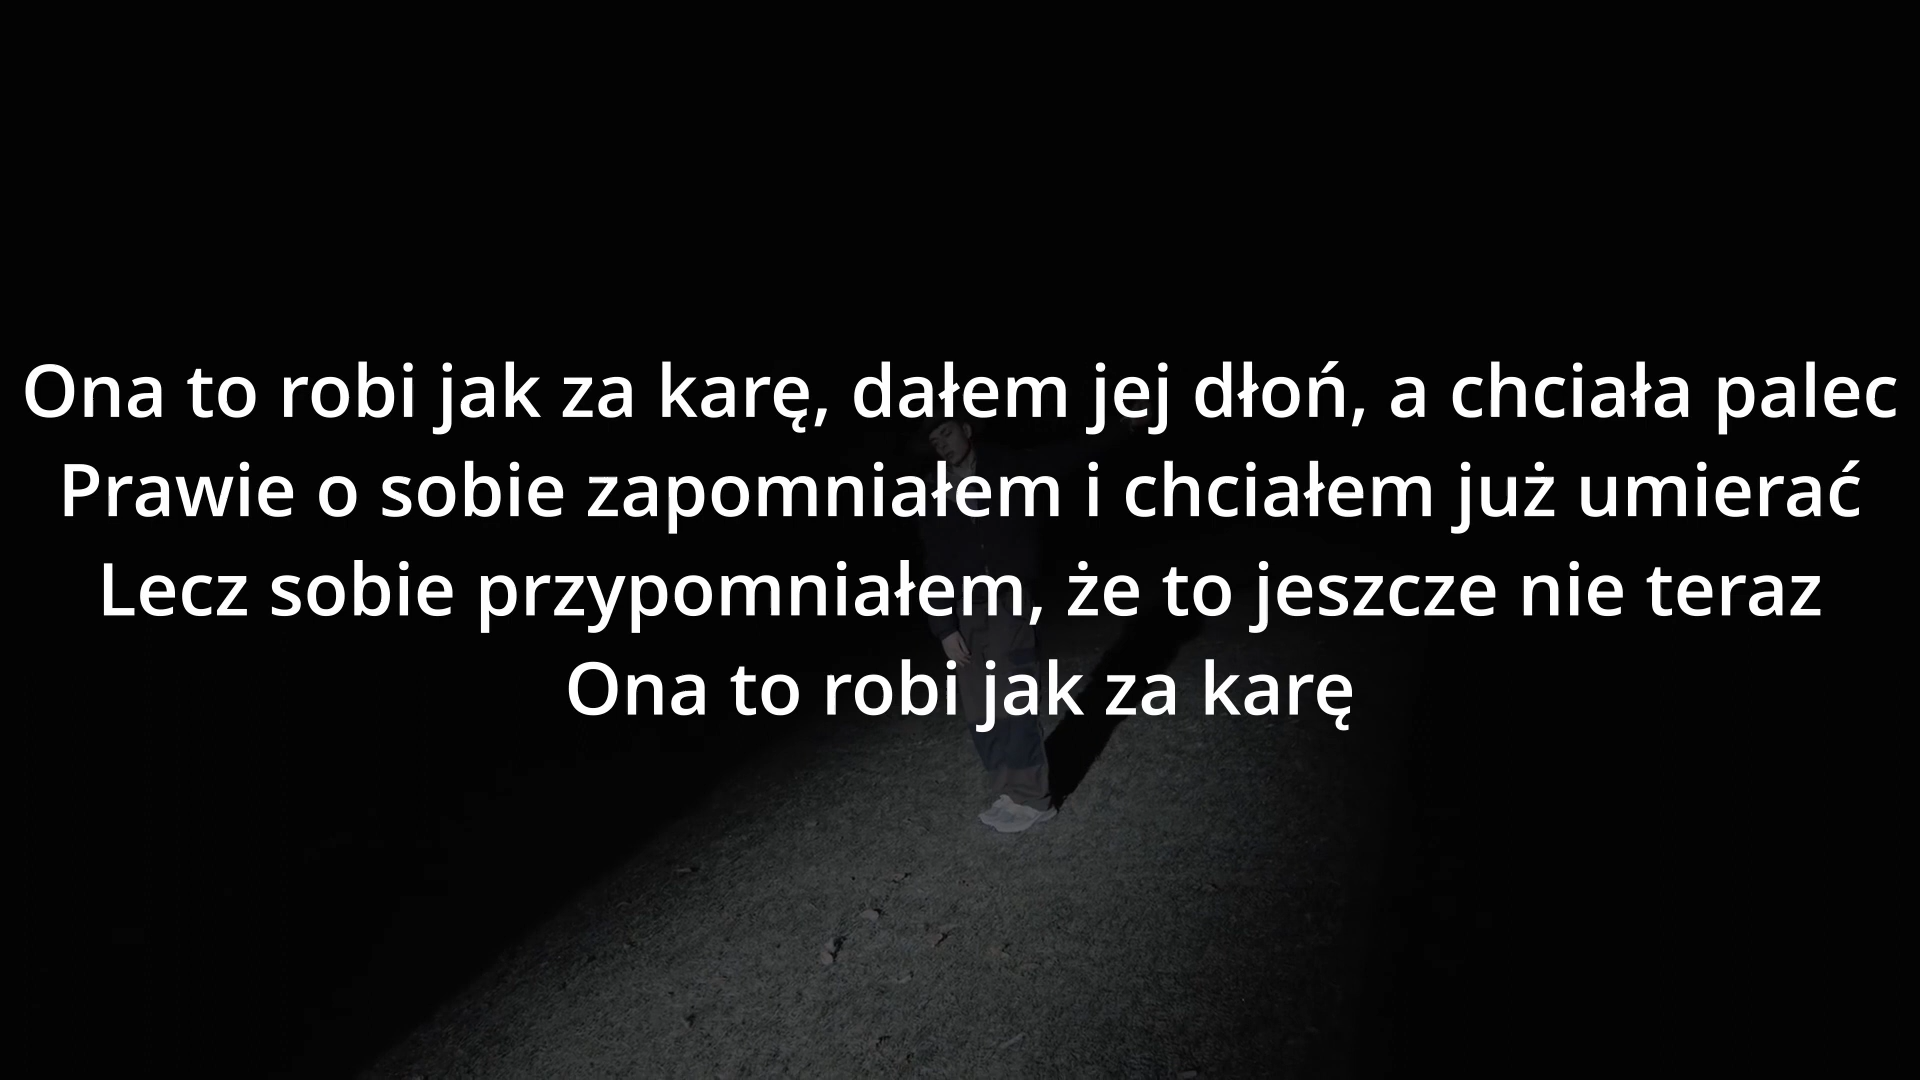 Ona to robi jak za karę, dałem jej dłoń, a chciała palec
Prawie o sobie zapomniałem i chciałem już umierać
Lecz sobie przypomniałem, że to jeszcze nie teraz
Ona to robi jak za karę